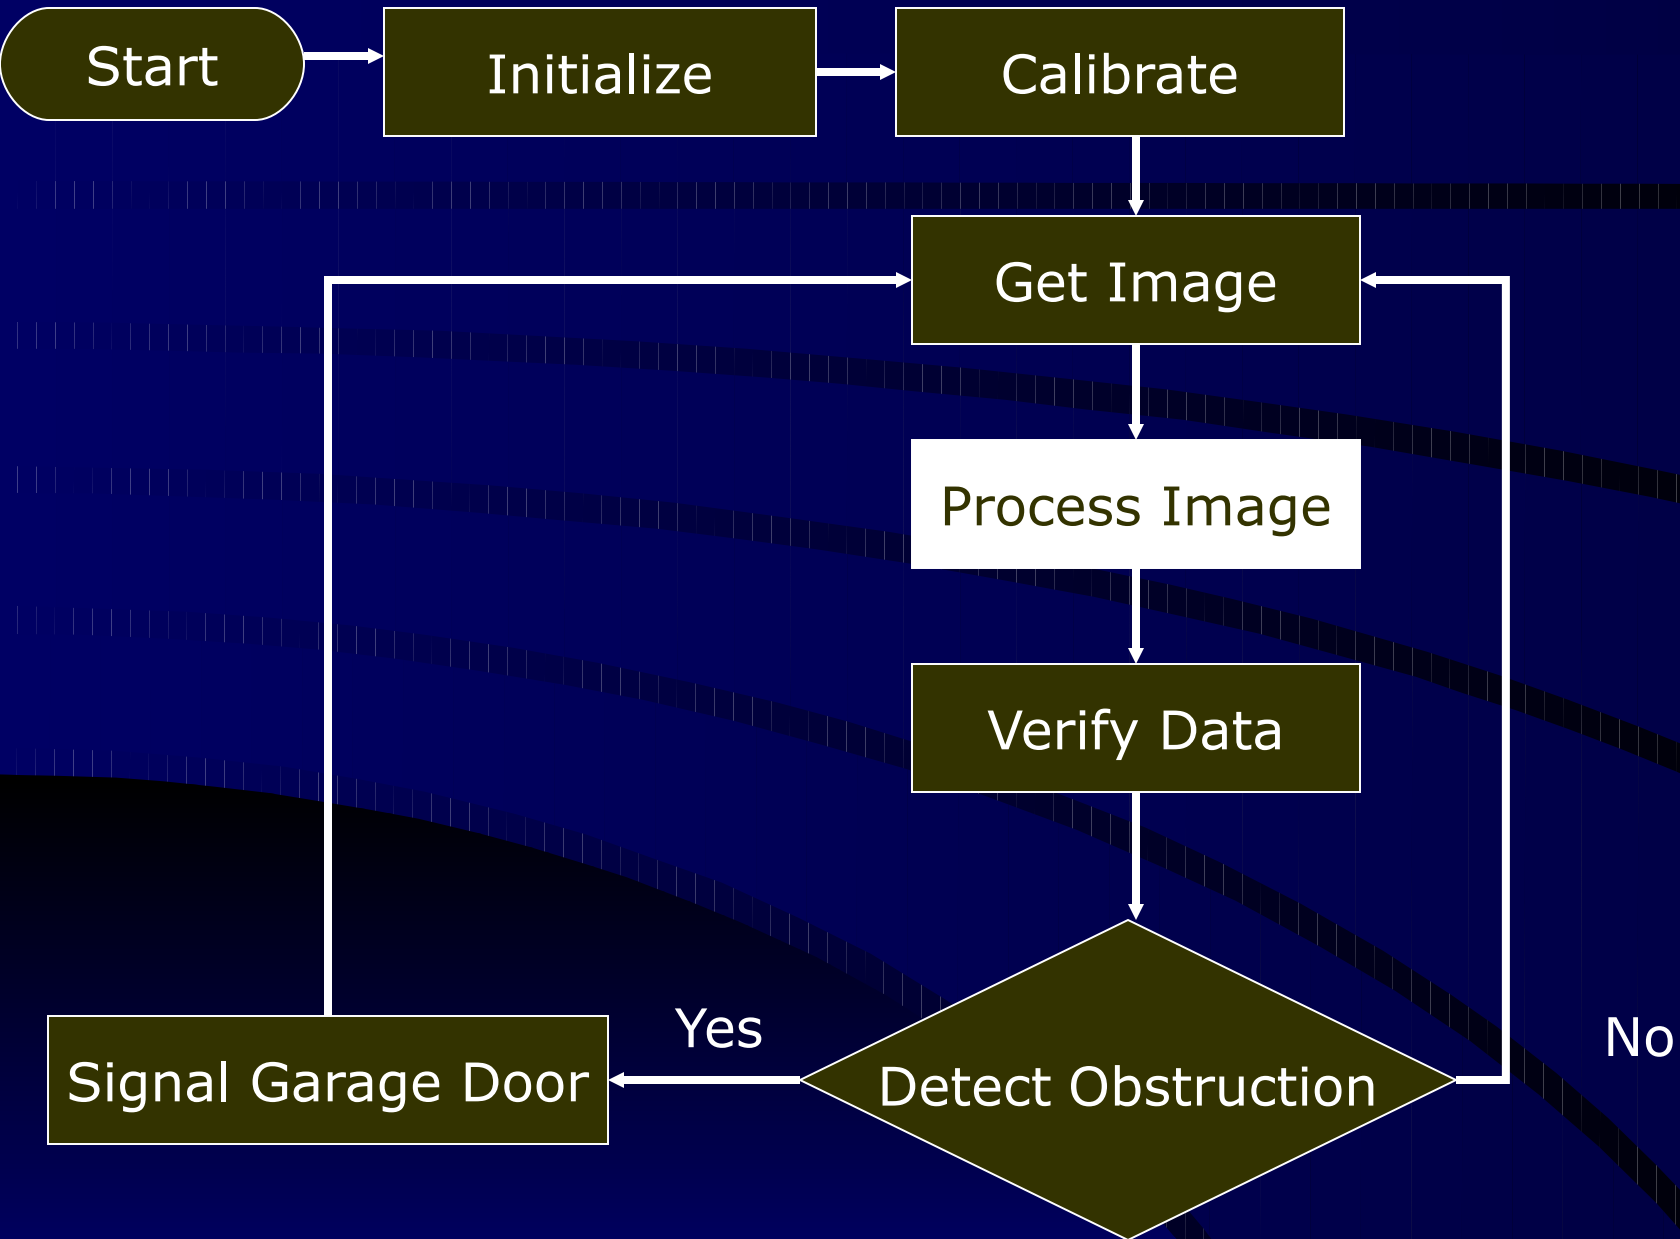 Start
Initialize
Calibrate
Get Image
Process Image
Verify Data
Detect Obstruction
Yes
No
Signal Garage Door